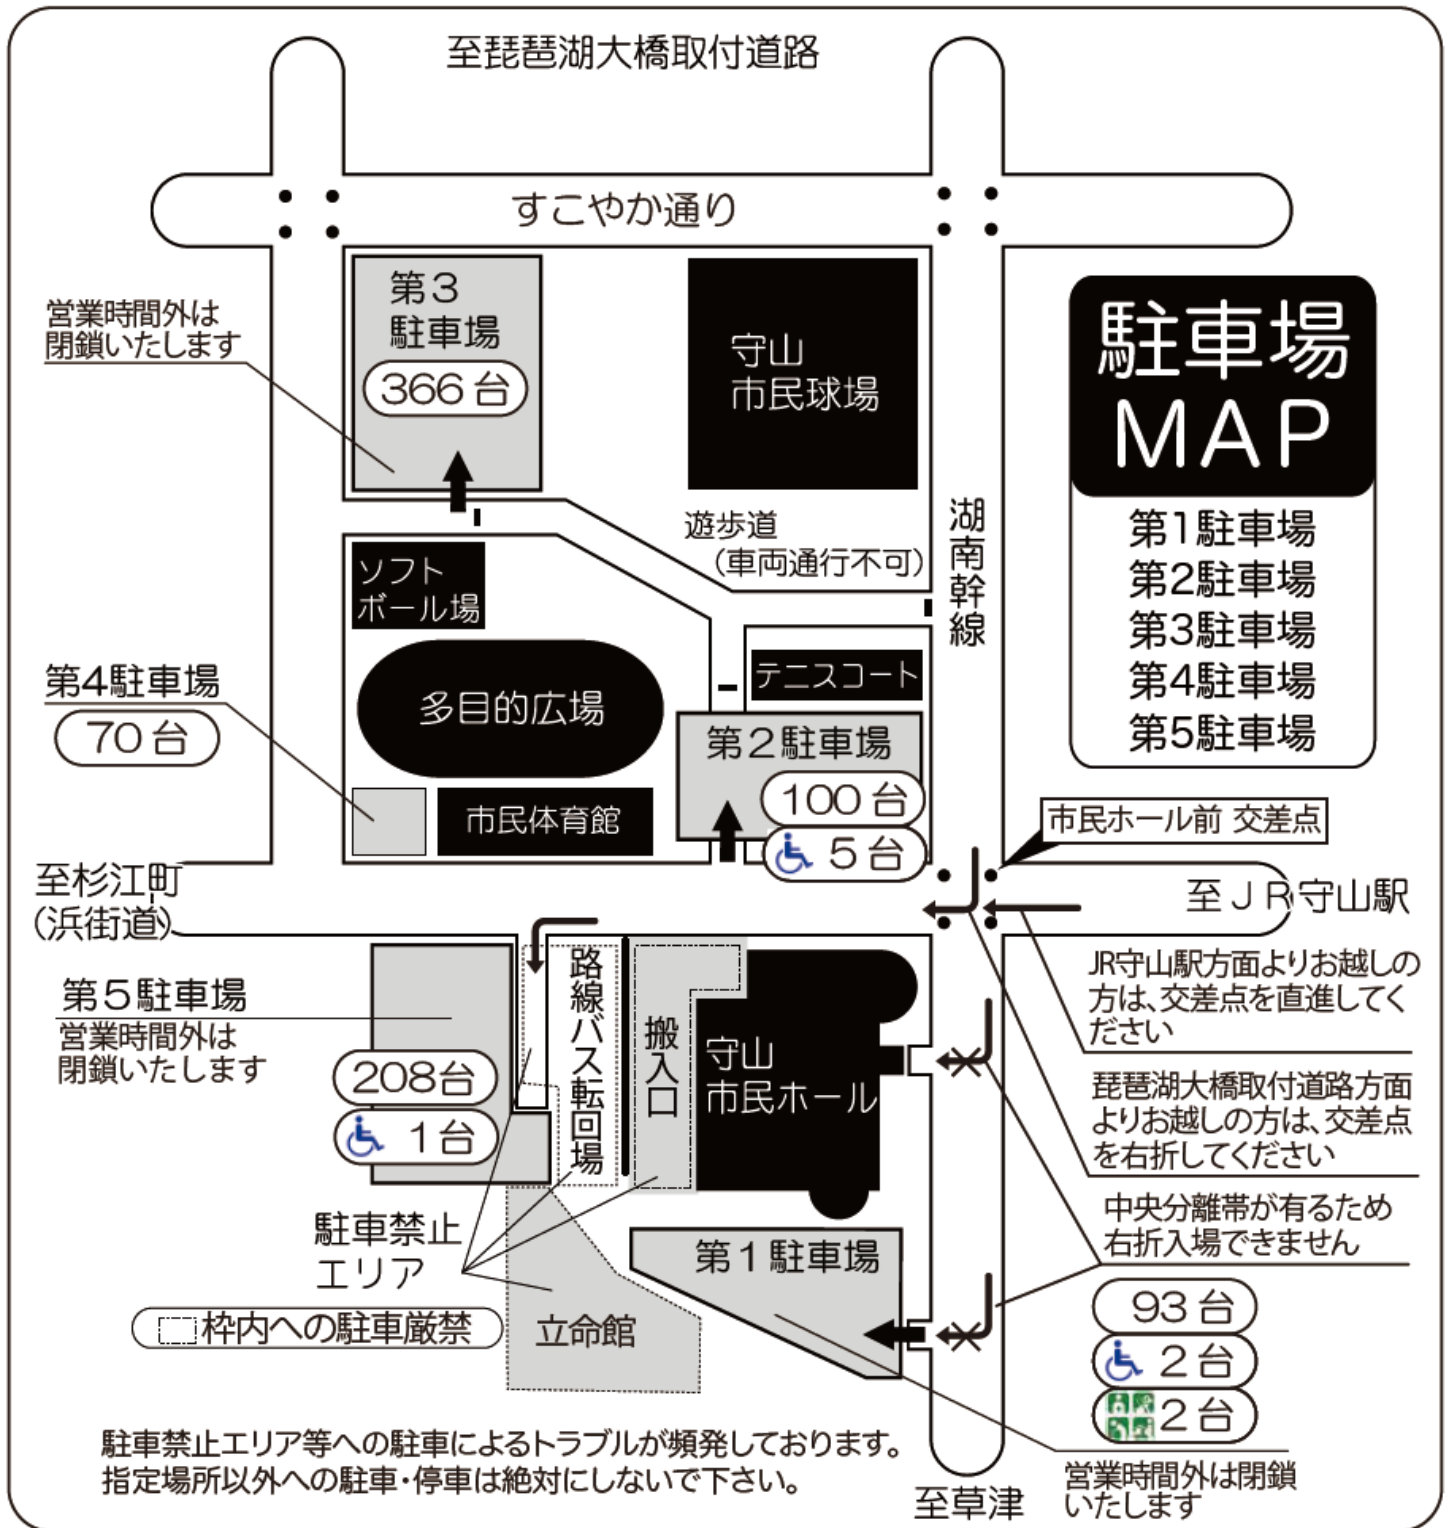 至琵琶湖大橋取付道路
すこやか通り
第3
駐車場
366台
営業時間外は
閉鎖いたします
守山
市民球場
駐車場
MAP
第1駐車場
第2駐車場
第3駐車場
第4駐車場
第5駐車場
遊歩道
(車両通行不可)
湖南幹線
ソフト
ボール場
テニスコート
第4駐車場
70台
多目的広場
第2駐車場
100台
5台
市民体育館
市民ホール前 交差点
至杉江町
(浜街道)
至JR守山駅
JR守山駅方面よりお越しの
方は、交差点を直進してく
ださい
第5駐車場
営業時間外は
閉鎖いたします
208台
1台
路線バス転回場
搬入口
守山
市民ホール
琵琶湖大橋取付道路方面
よりお越しの方は、交差点
を右折してください
中央分離帯が有るため
右折入場できません
駐車禁止
エリア
枠内への駐車厳禁
立命館
第1駐車場
93台
2台
2台
営業時間外は閉鎖
いたします
駐車禁止エリア等への駐車によるトラブルが頻発しております。
指定場所以外への駐車・停車は絶対にしないで下さい。
至草津